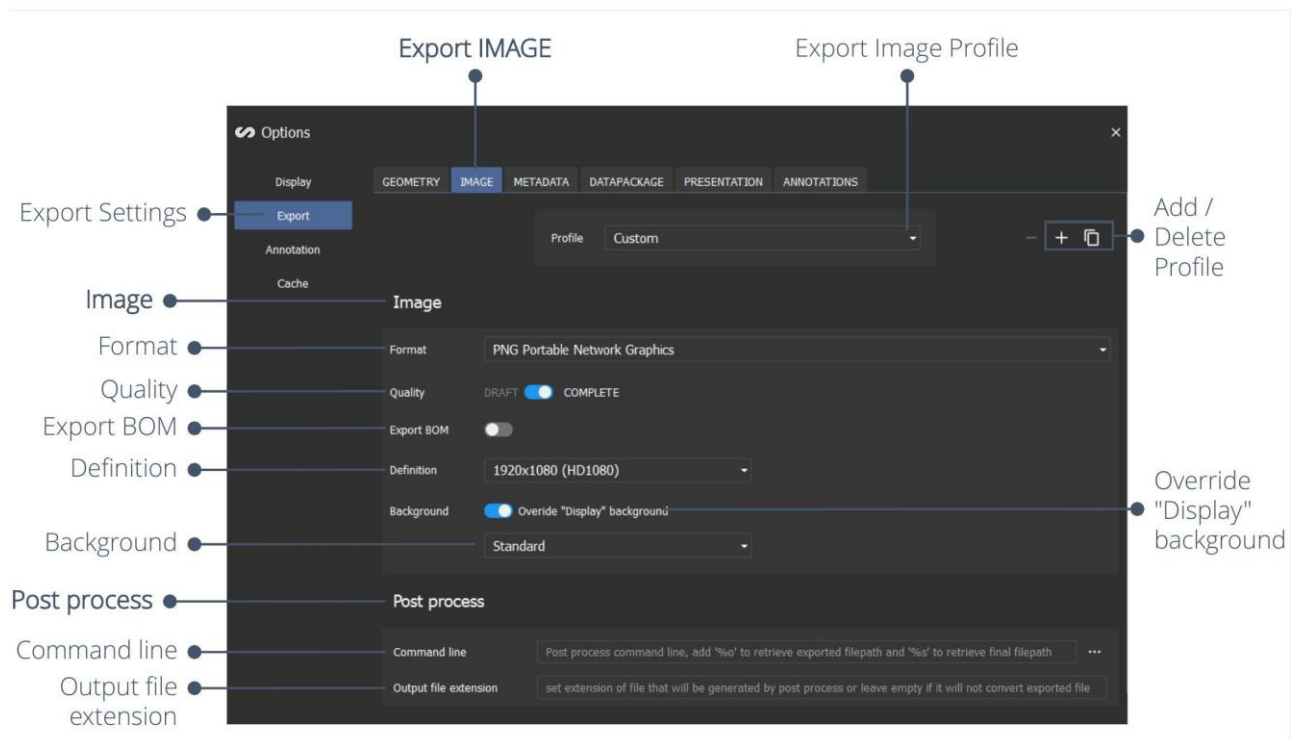 Export IMAGE
Export Image Profile
Options
Display
GEOMETRY IMAGE METADATA DATAPACKAGE PRESENTATION ANNOTATIONS
Export Settings
Export
Profile Custom
Add /
Delete
Profile
Annotation
Cache
Image
Image
Format
Format PNG Portable Network Graphics
Quality
Quality DRAFT COMPLETE
Export BOM
Export BOM
Definition
Definition 1920x1080 (HD1080)
Override
"Display"
background
Background Overide "Display" background
Background
Standard
Post process
Post process
Command line
Command line Post process command line, add '%o' to retrieve exported filepath and '%s' to retrieve final filepath ...
Output file
extension
Output file extension set extension of file that will be generated by post process or leave empty if it will not convert exported file